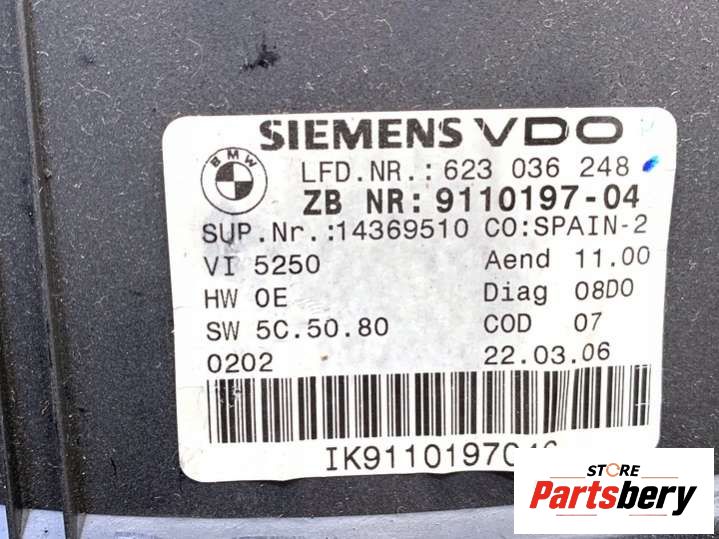 SIEMENS VDO
BMW
LFD.NR.:623 036 248
ZB NR:9110197-04
SUP.Nr.:14369510 CO:SPAIN-2
VI 5250 Aend 11.00
HW 0E Diag 08D0
SW 5C.50.80 COD 07
0202 22.03.06
STORE
Partsbery